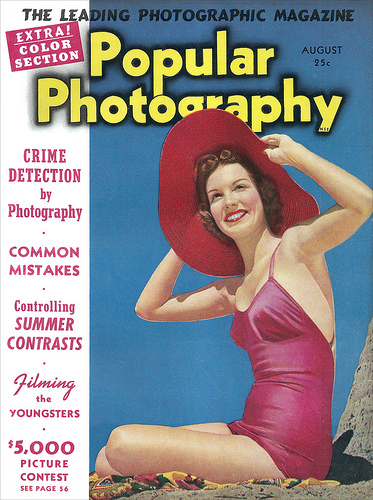 THE LEADING PHOTOGRAPHIC MAGAZINE
EXTRA!
COLOR
SECTION
Popular
Photography
AUGUST
25c
CRIME
DETECTION
by
Photography
COMMON
MISTAKES
Controlling
SUMMER
CONTRASTS
Filming
the
YOUNGSTERS
$5,000
PICTURE
CONTEST
SEE PAGE 56